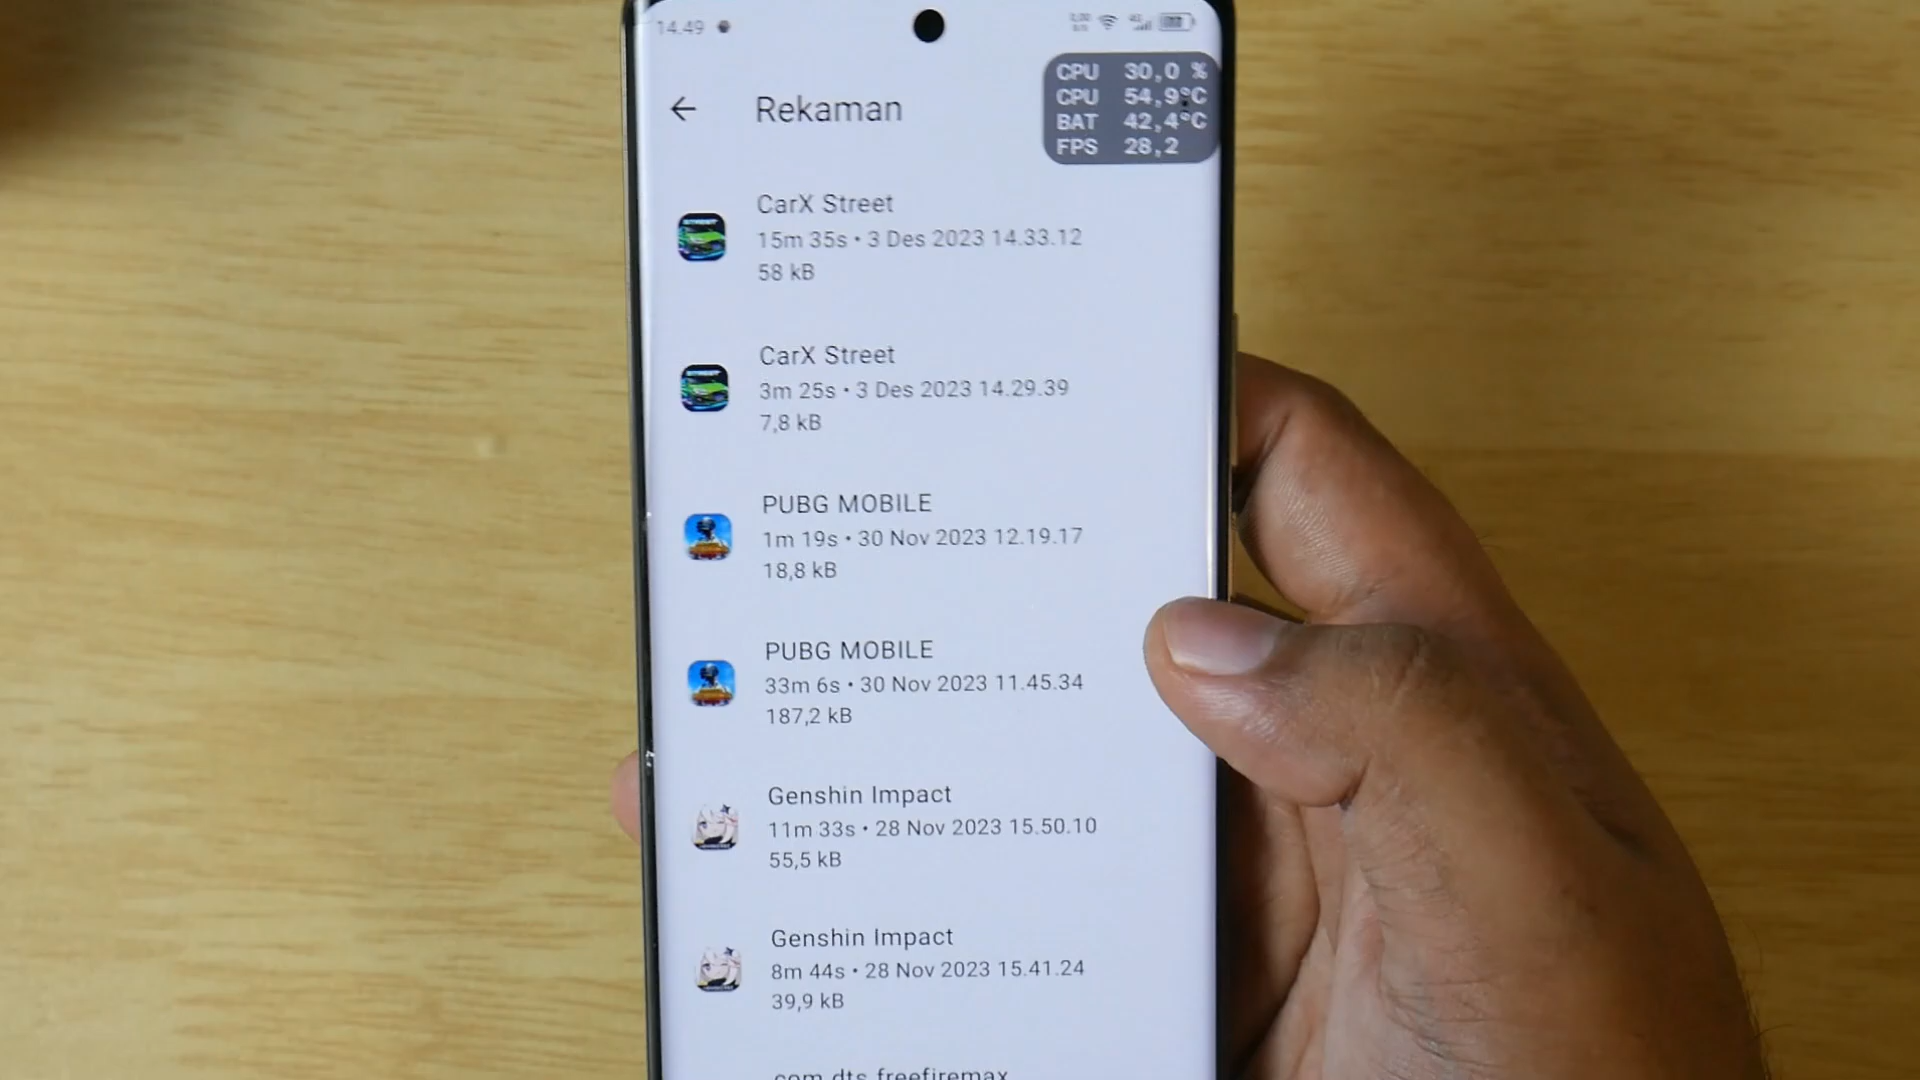 14.49
Rekaman
CPU 30,0 %
CPU 54,9°C
BAT 42,4°C
FPS 28,2
CarX Street
15m 35s • 3 Des 2023 14.33.12
58 kB
CarX Street
3m 25s • 3 Des 2023 14.29.39
7,8 kB
PUBG MOBILE
1m 19s • 30 Nov 2023 12.19.17
18,8 kB
PUBG MOBILE
33m 6s • 30 Nov 2023 11.45.34
187,2 kB
Genshin Impact
11m 33s • 28 Nov 2023 15.50.10
55,5 kB
Genshin Impact
8m 44s • 28 Nov 2023 15.41.24
39,9 kB
com.dts.freefiremax